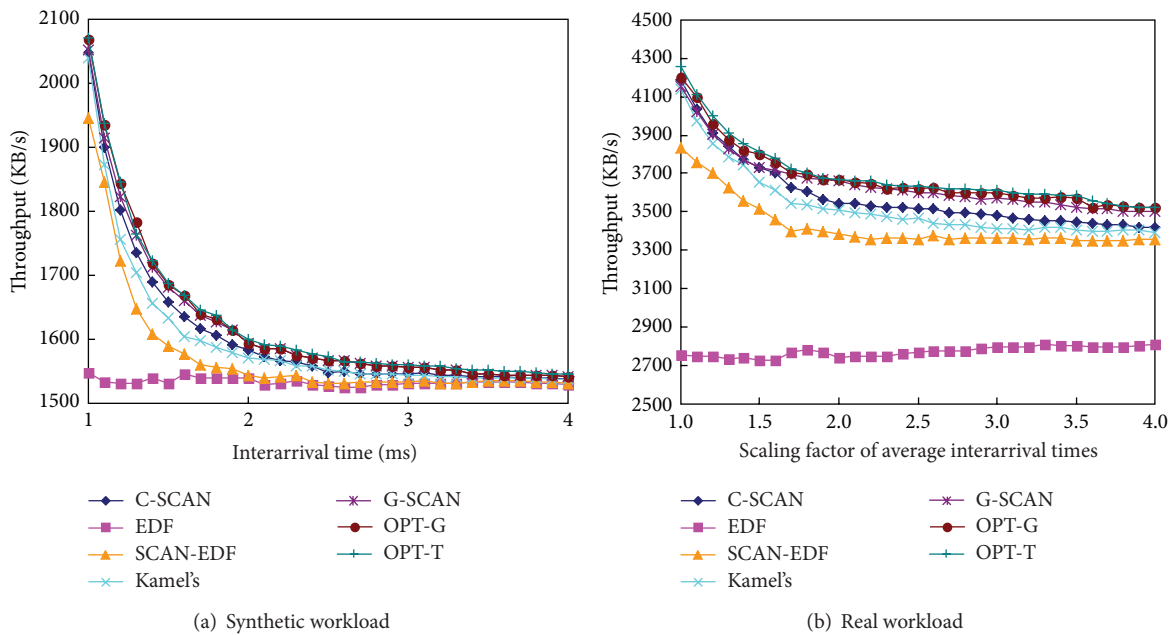 2100
2000
1900
1800
1700
1600
1500
Throughput (KB/s)
1
2
3
4
Interarrival time (ms)
C-SCAN
EDF
SCAN-EDF
Kamel's
G-SCAN
OPT-G
OPT-T
(a) Synthetic workload
4500
4300
4100
3900
3700
3500
3300
3100
2900
2700
2500
Throughput (KB/s)
1.0
1.5
2.0
2.5
3.0
3.5
4.0
Scaling factor of average interarrival times
C-SCAN
EDF
SCAN-EDF
Kamel's
G-SCAN
OPT-G
OPT-T
(b) Real workload